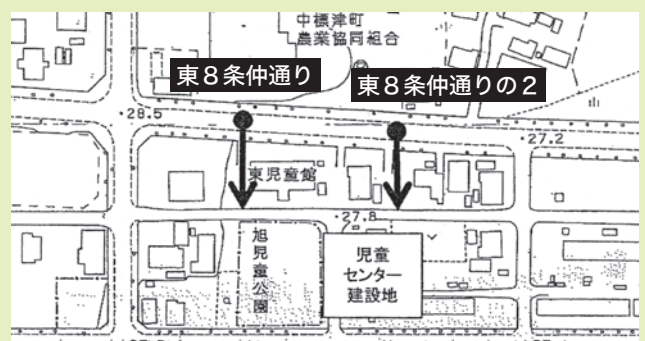 中標津町
農業協同組合
東８条仲通り
東８条仲通りの２
・28.5
・27.2
東児童館
・27.8
旭児童公園
児童
センター
建設地